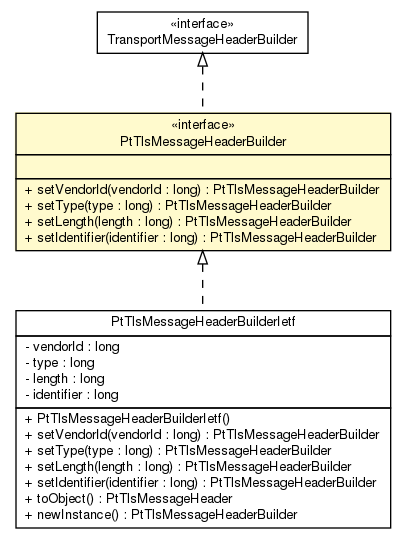 «interface»
TransportMessageHeaderBuilder
«interface»
PtTlsMessageHeaderBuilder
+ setVendorId(vendorId : long) : PtTlsMessageHeaderBuilder
+ setType(type : long) : PtTlsMessageHeaderBuilder
+ setLength(length : long) : PtTlsMessageHeaderBuilder
+ setIdentifier(identifier : long) : PtTlsMessageHeaderBuilder
PtTlsMessageHeaderBuilderIetf
- vendorId : long
- type : long
- length : long
- identifier : long
+ PtTlsMessageHeaderBuilderIetf()
+ setVendorId(vendorId : long) : PtTlsMessageHeaderBuilder
+ setType(type : long) : PtTlsMessageHeaderBuilder
+ setLength(length : long) : PtTlsMessageHeaderBuilder
+ setIdentifier(identifier : long) : PtTlsMessageHeaderBuilder
+ toObject() : PtTlsMessageHeader
+ newInstance() : PtTlsMessageHeaderBuilder